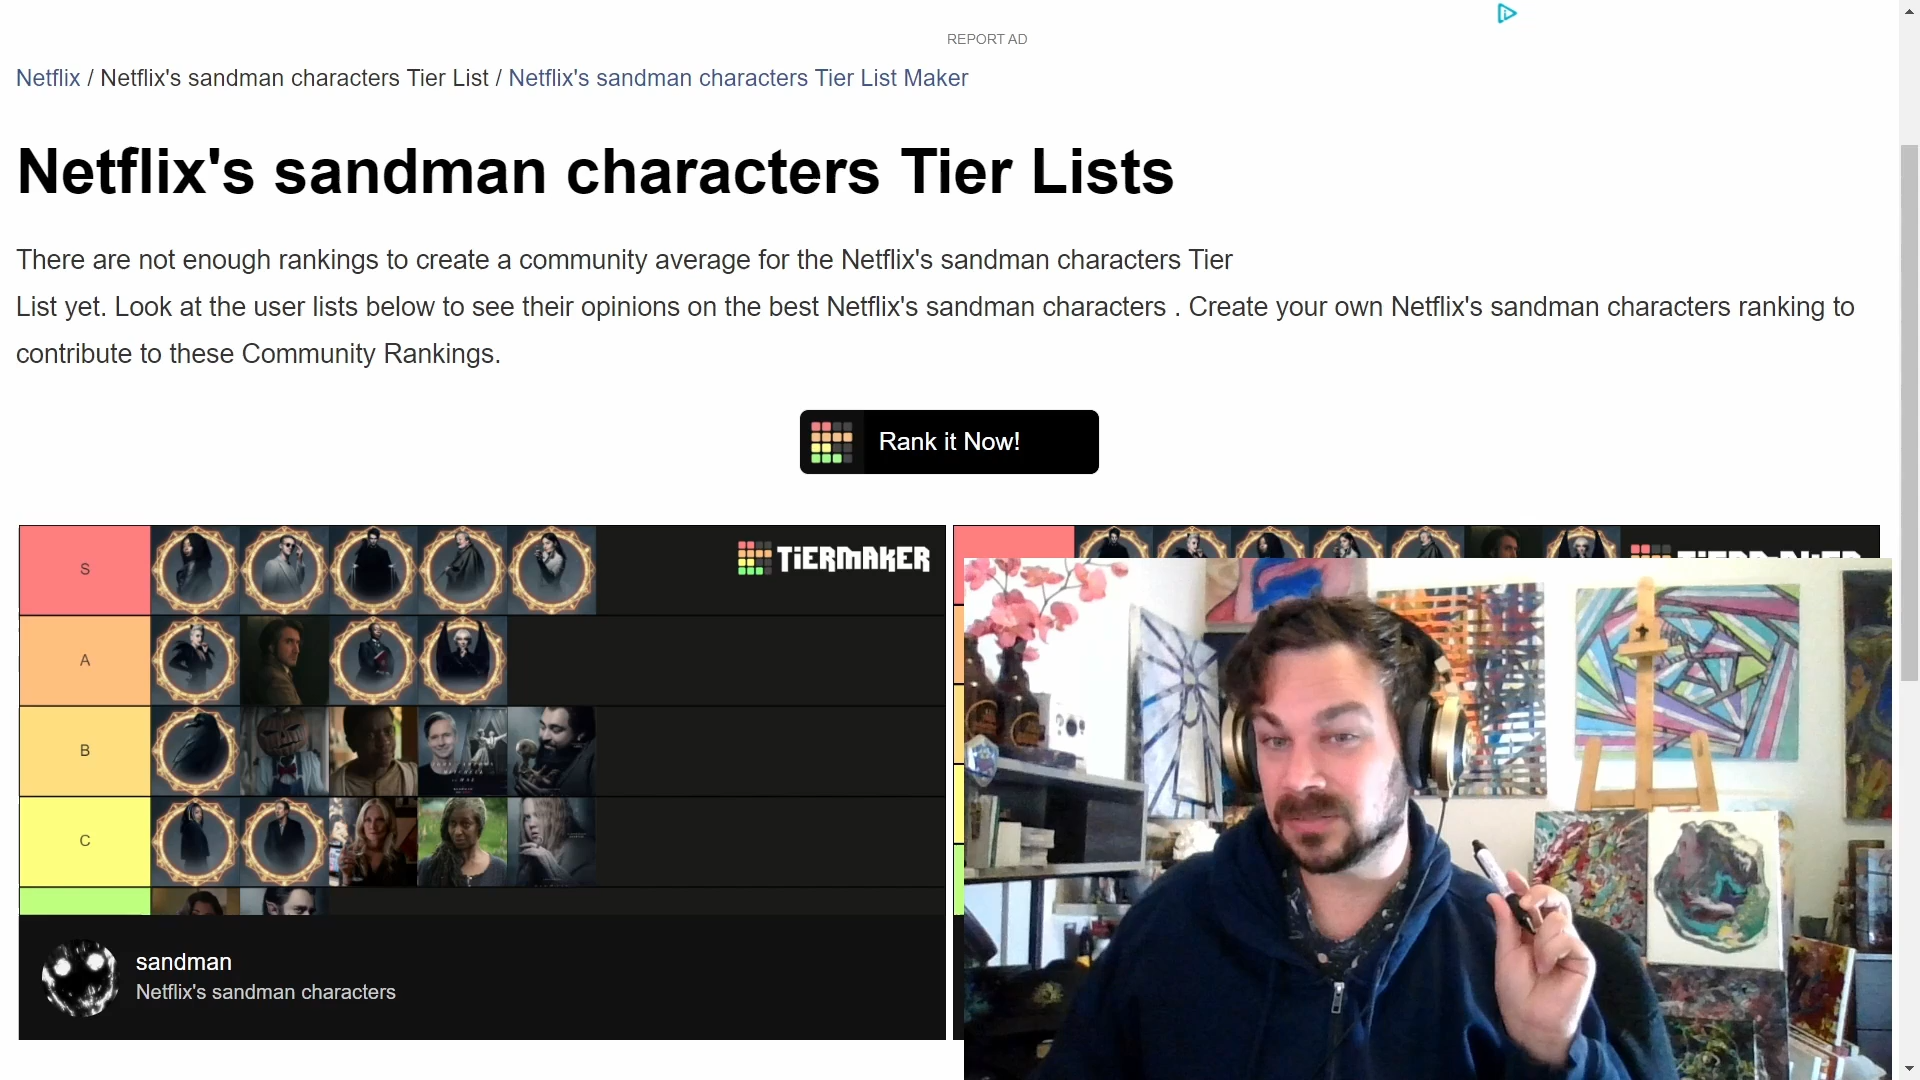 REPORT AD
Netflix / Netflix's sandman characters Tier List / Netflix's sandman characters Tier List Maker
Netflix's sandman characters Tier Lists
There are not enough rankings to create a community average for the Netflix's sandman characters Tier
List yet. Look at the user lists below to see their opinions on the best Netflix's sandman characters . Create your own Netflix's sandman characters ranking to
contribute to these Community Rankings.
Rank it Now!
S
TiERMAKER
A
B
C
sandman
Netflix's sandman characters